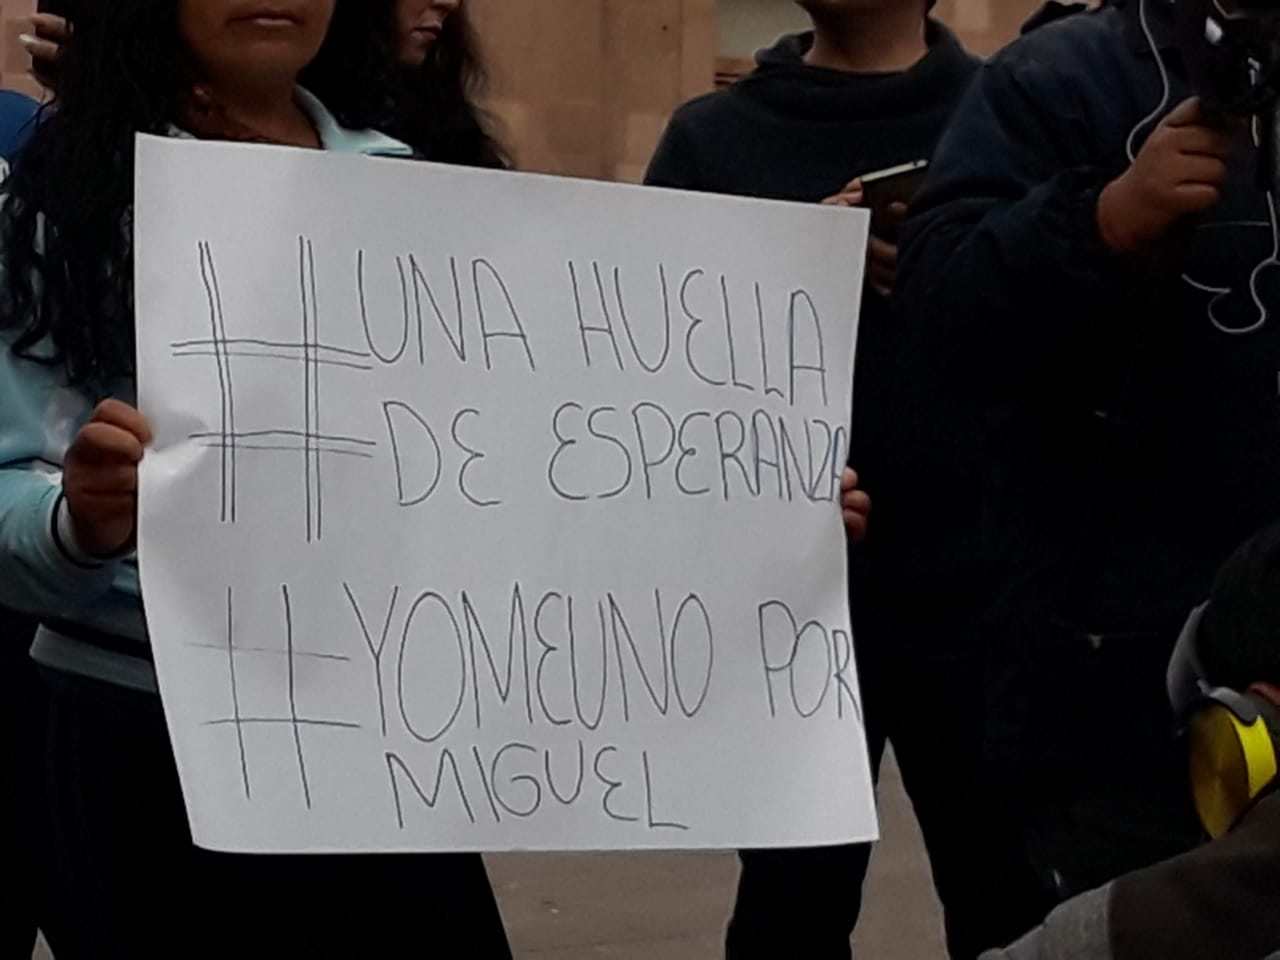 #UNA HUELLA
DE ESPERANZA
#YOMEUNO POR
MIGUEL